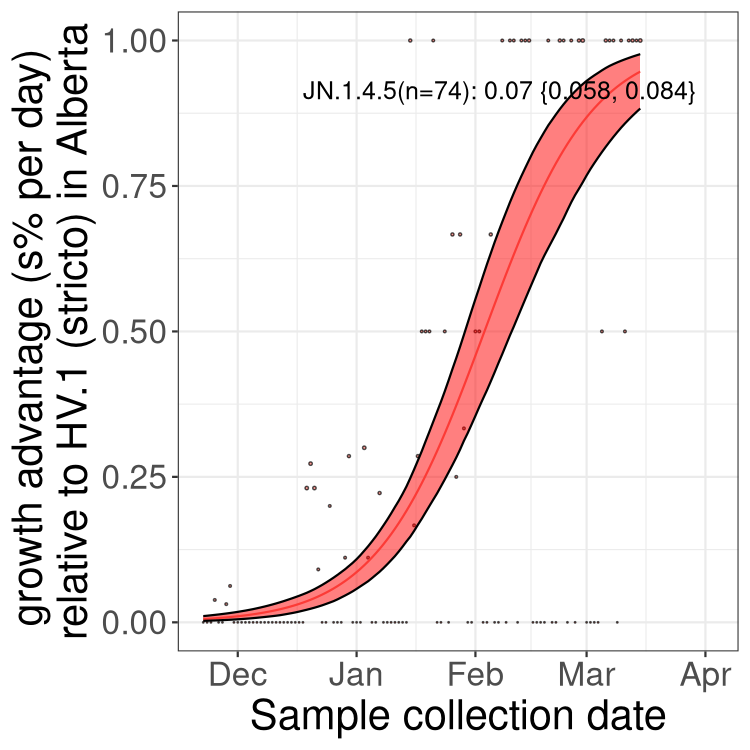 growth advantage (s% per day)
relative to HV.1 (stricto) in Alberta
1.00
0.75
0.50
0.25
0.00
JN.1.4.5(n=74): 0.07 {0.058, 0.084}
Dec Jan Feb Mar Apr
Sample collection date